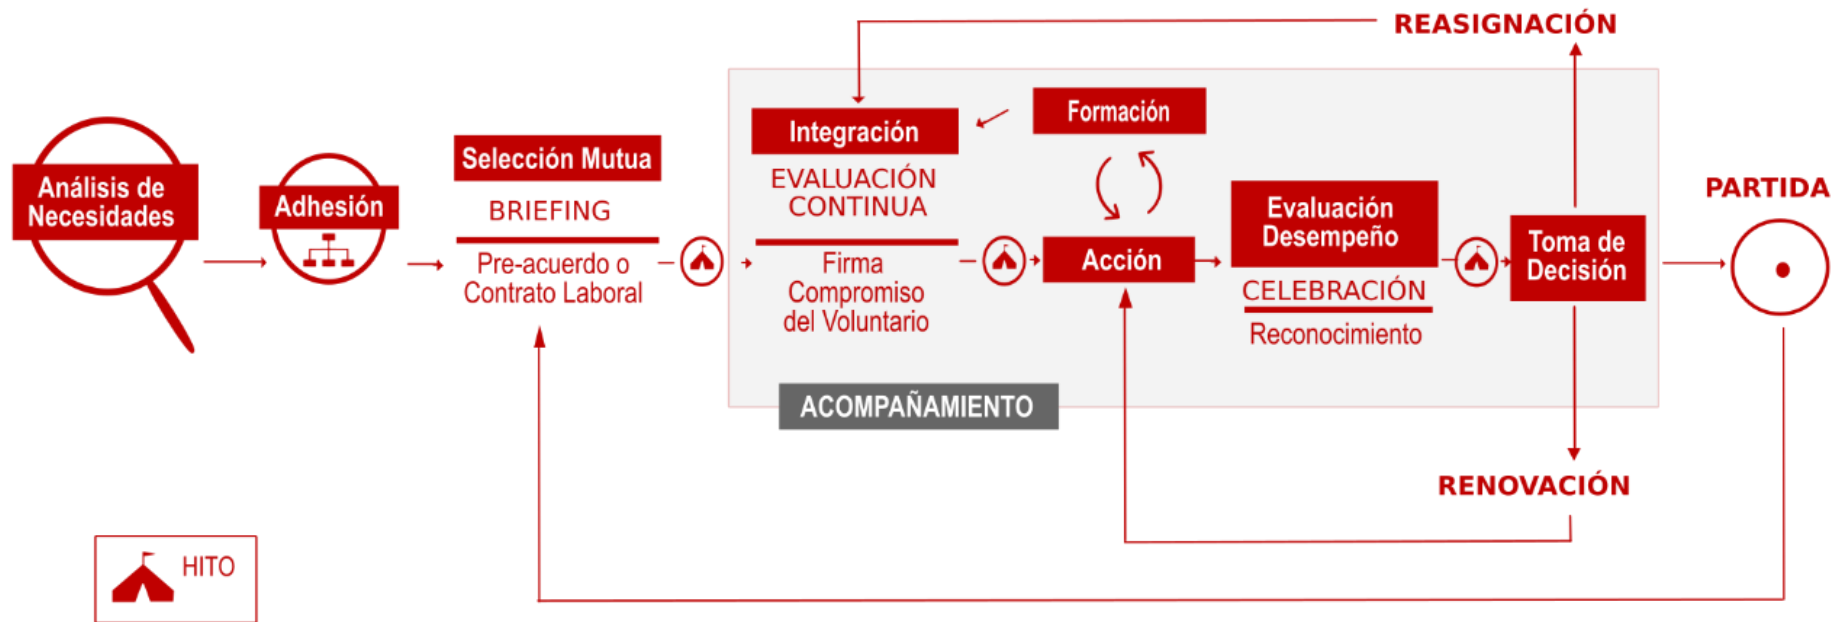 Análisis de
Necesidades
Adhesión
Selección Mutua
BRIEFING
Pre-acuerdo o
Contrato Laboral
Integración
EVALUACIÓN
CONTINUA
Firma
Compromiso
del Voluntario
Formación
Acción
Evaluación
Desempeño
CELEBRACIÓN
Reconocimiento
Toma de
Decisión
REASIGNACIÓN
PARTIDA
RENOVACIÓN
ACOMPAÑAMIENTO
HITO